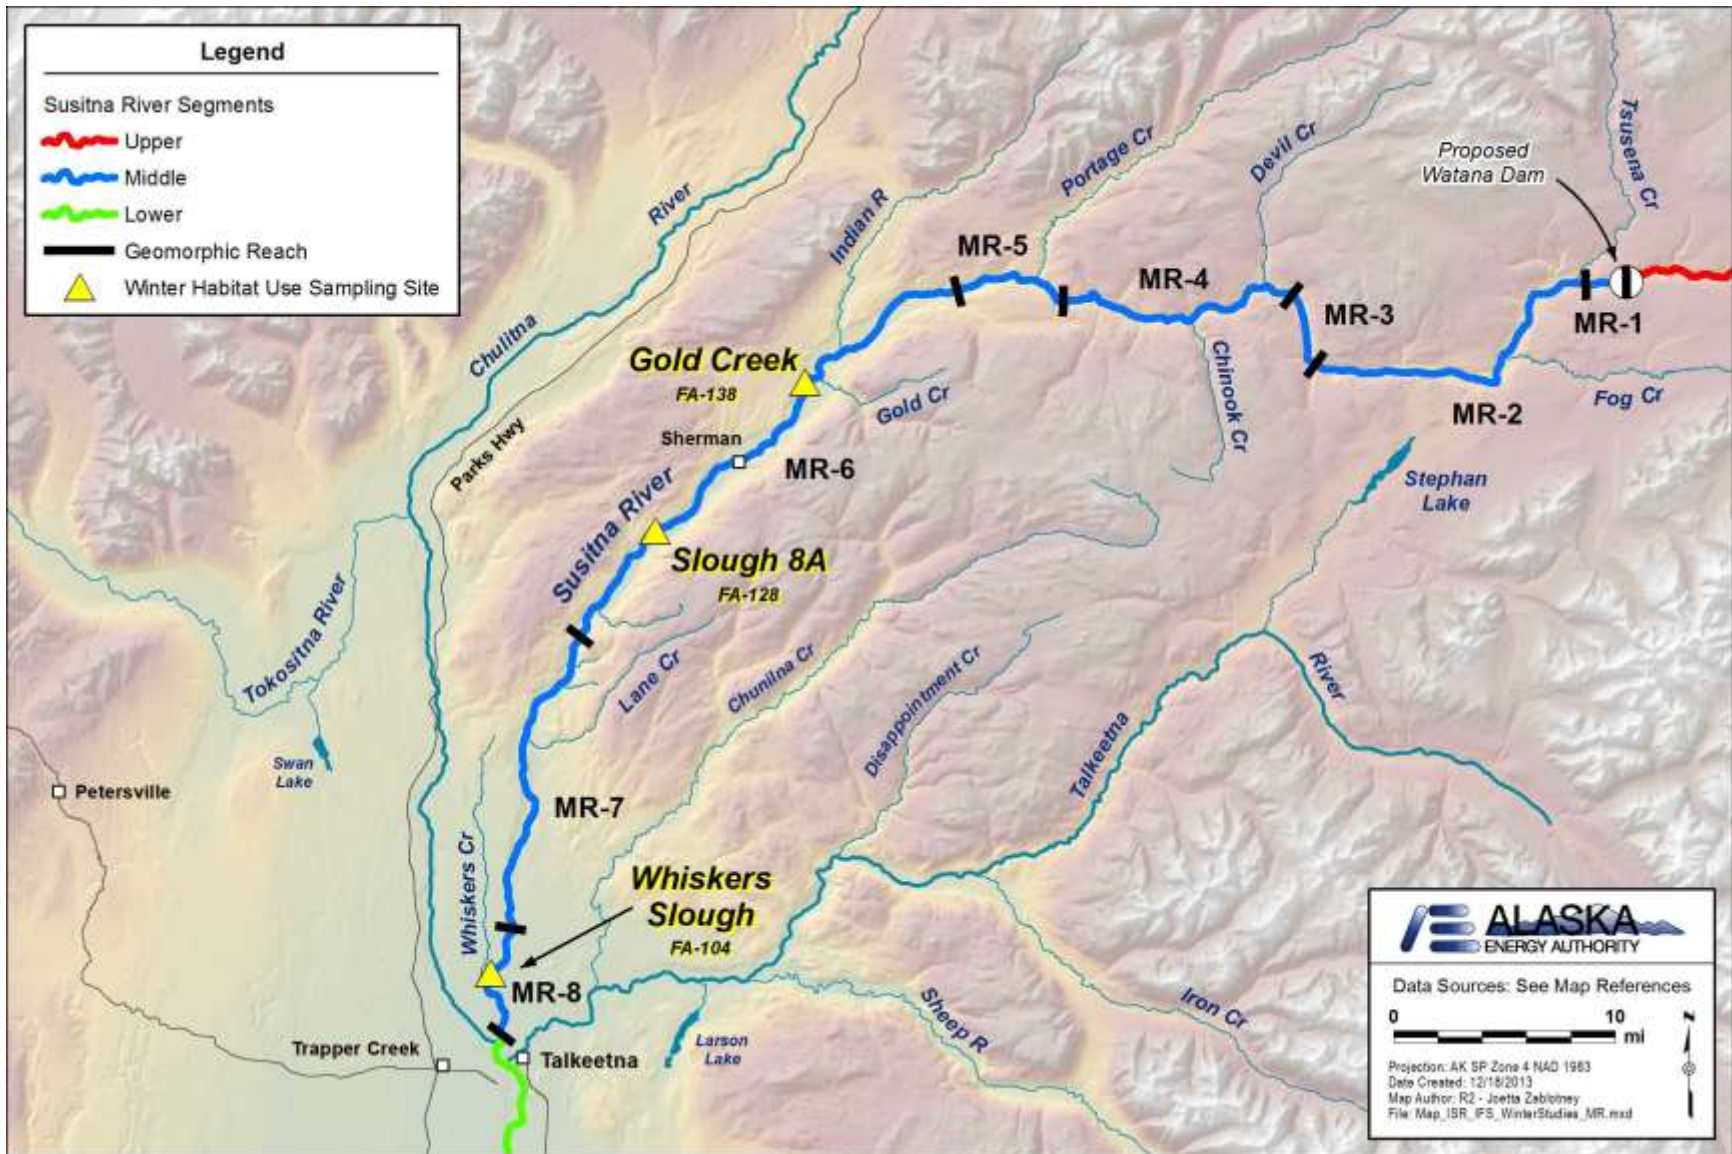 Legend
Susitna River Segments
Upper
Middle
Lower
Geomorphic Reach
Winter Habitat Use Sampling Site
Chulitna
River
Parks Hwy
Indian R
Portage Cr
Devil Cr
Tsusena Cr
Proposed
Watana Dam
MR-5
MR-4
MR-3
MR-1
MR-2
Fog Cr
Chinook Cr
Gold Creek
FA-138
Gold Cr
Sherman
MR-6
Susitna River
Slough 8A
FA-128
Stephan
Lake
Tokositna River
Swan
Lake
Petersville
Lane Cr
Chunilna Cr
Disappointment Cr
Talkeetna
River
MR-7
Whiskers Cr
Whiskers
Slough
FA-104
MR-8
Trapper Creek
Talkeetna
Larson
Lake
Sheep R
Iron Cr
ALASKA
ENERGY AUTHORITY
Data Sources: See Map References
0 10
mi
N
Projection: AK SP Zone 4 NAD 1983
Date Created: 12/18/2013
Map Author: R2 - Joetta Zablotney
File: Map_ISR_IFS_WinterStudies_MR.mxd